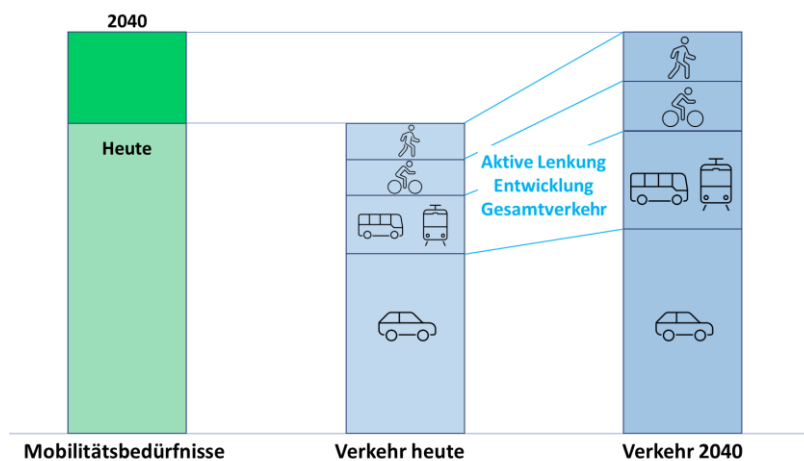 2040
Heute
Aktive Lenkung
Entwicklung
Gesamtverkehr
Mobilitätsbedürfnisse
Verkehr heute
Verkehr 2040